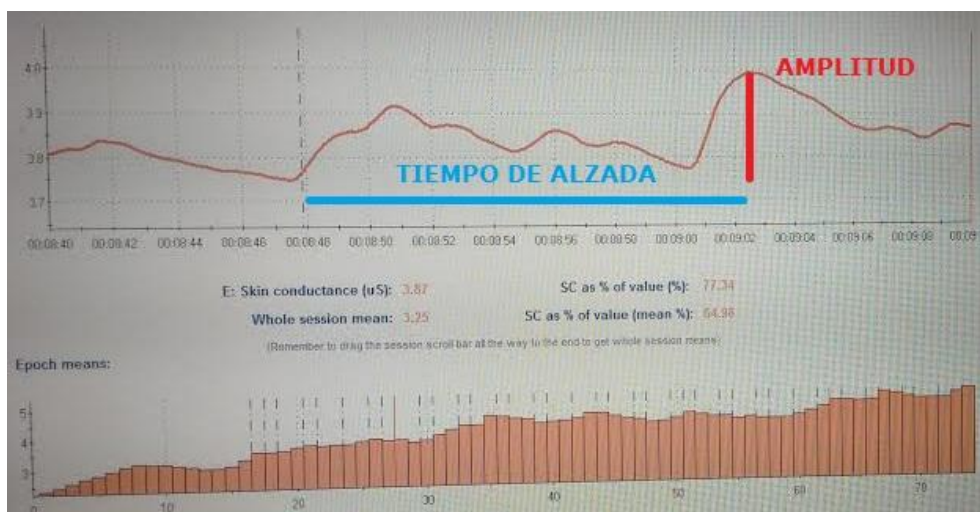 AMPLITUD
4.0
3.9
3.8
TIEMPO DE ALZADA
3.7
00:08:40 00:08:42 00:08:44 00:08:46 00:08:48 00:08:50 00:08:52 00:08:54 00:08:56 00:08:58 00:09:00 00:09:02 00:09:04 00:09:06 00:09:08 00:09
E: Skin conductance (uS): 3.87 SC as % of value (%): 77.34
Whole session mean: 3.25 SC as % of value (mean %): 64.98
(Remember to drag the session scroll bar all the way to the end to get whole session means)
Epoch means:
5
4
3
0 10 20 30 40 50 60 70